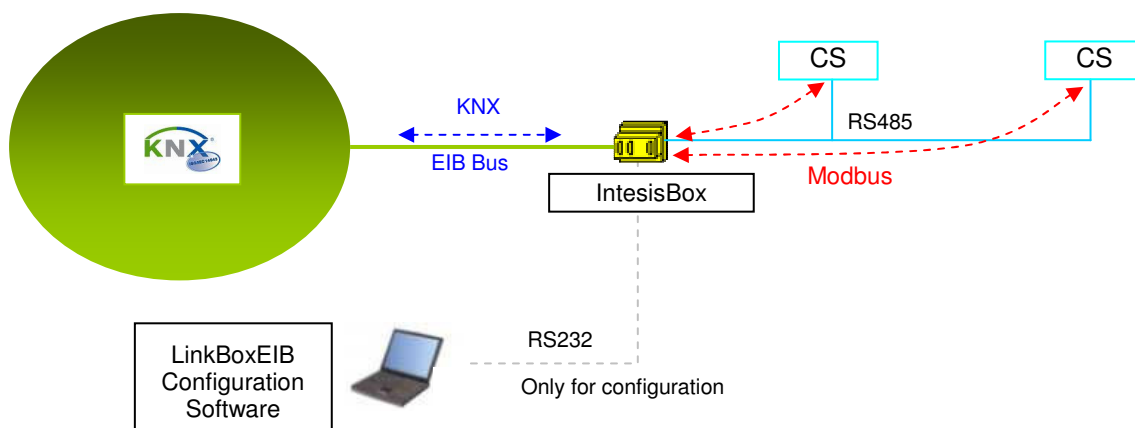 CS
CS
KNX
KNX
EIB Bus
RS485
Modbus
IntesisBox
LinkBoxEIB
Configuration
Software
RS232
Only for configuration